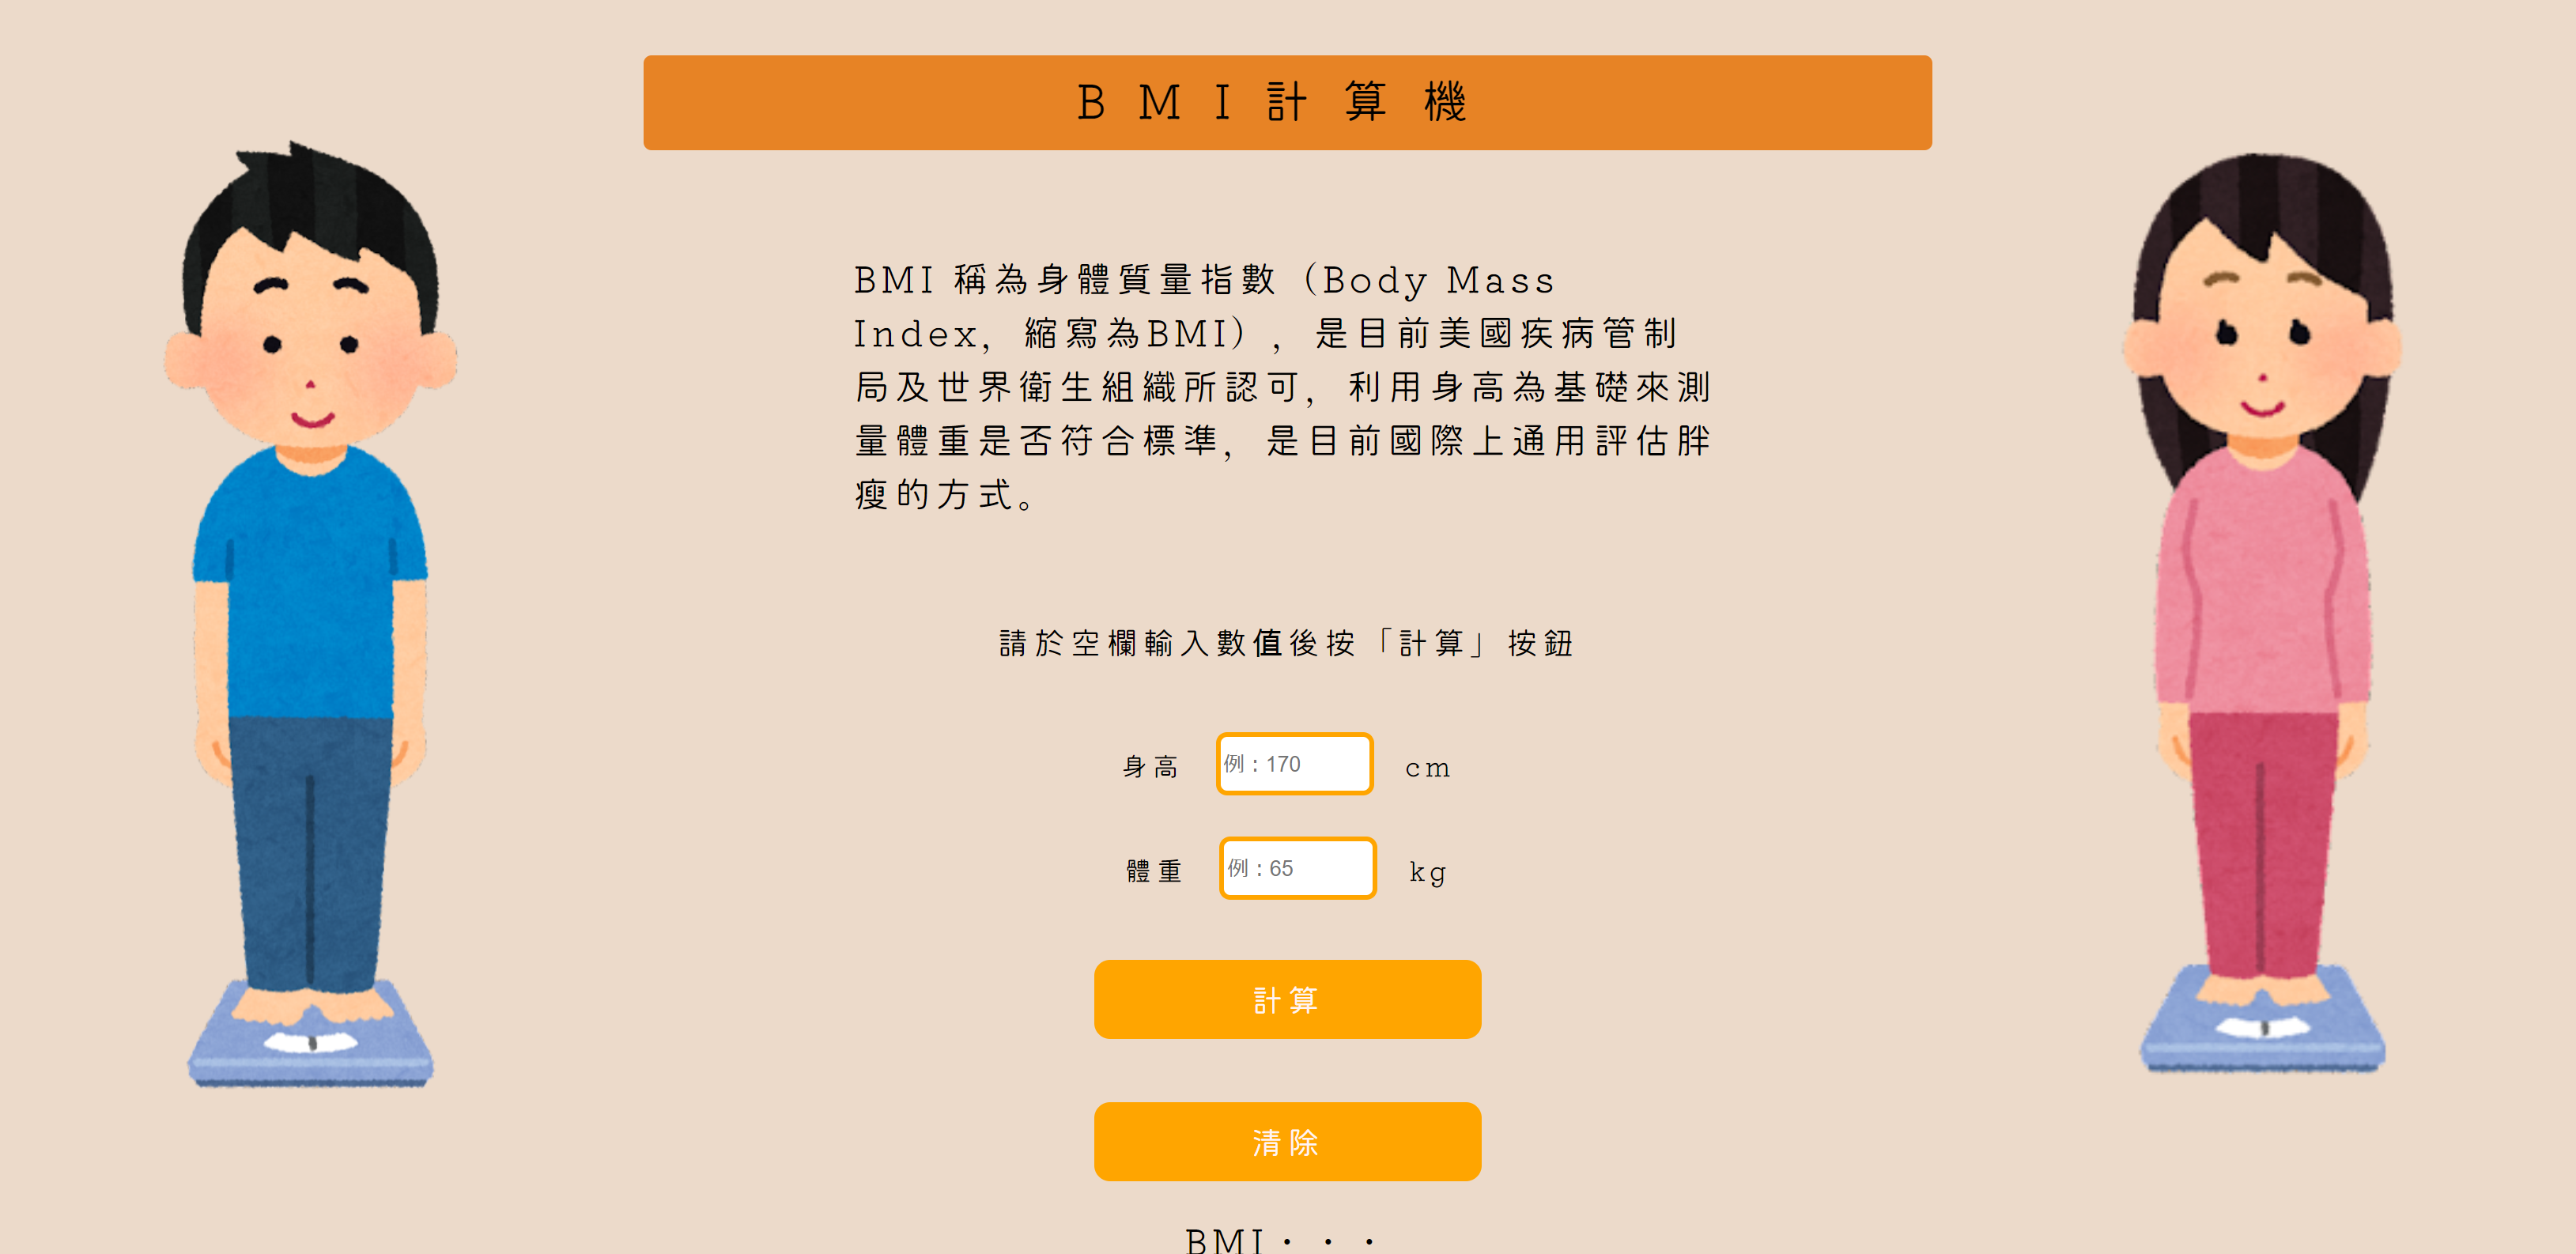 BMI計算機
BMI 稱為身體質量指數（Body Mass
Index，縮寫為BMI），是目前美國疾病管制
局及世界衛生組織所認可，利用身高為基礎來測
量體重是否符合標準，是目前國際上通用評估胖
瘦的方式。
請於空欄輸入數值後按「計算」按鈕
身高 例：170 cm
體重 例：65 kg
計算
清除
BMI・・・